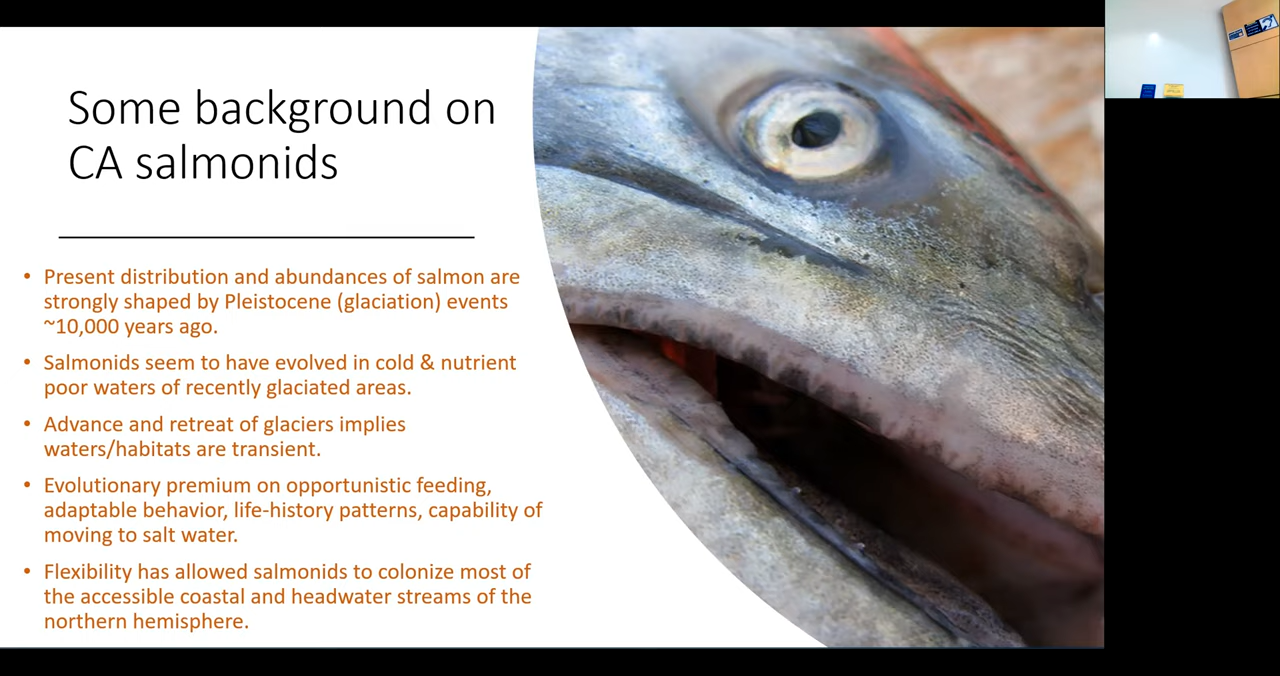 Some background on
CA salmonids
• Present distribution and abundances of salmon are
strongly shaped by Pleistocene (glaciation) events
~10,000 years ago.
• Salmonids seem to have evolved in cold & nutrient
poor waters of recently glaciated areas.
• Advance and retreat of glaciers implies
waters/habitats are transient.
• Evolutionary premium on opportunistic feeding,
adaptable behavior, life-history patterns, capability of
moving to salt water.
• Flexibility has allowed salmonids to colonize most of
the accessible coastal and headwater streams of the
northern hemisphere.